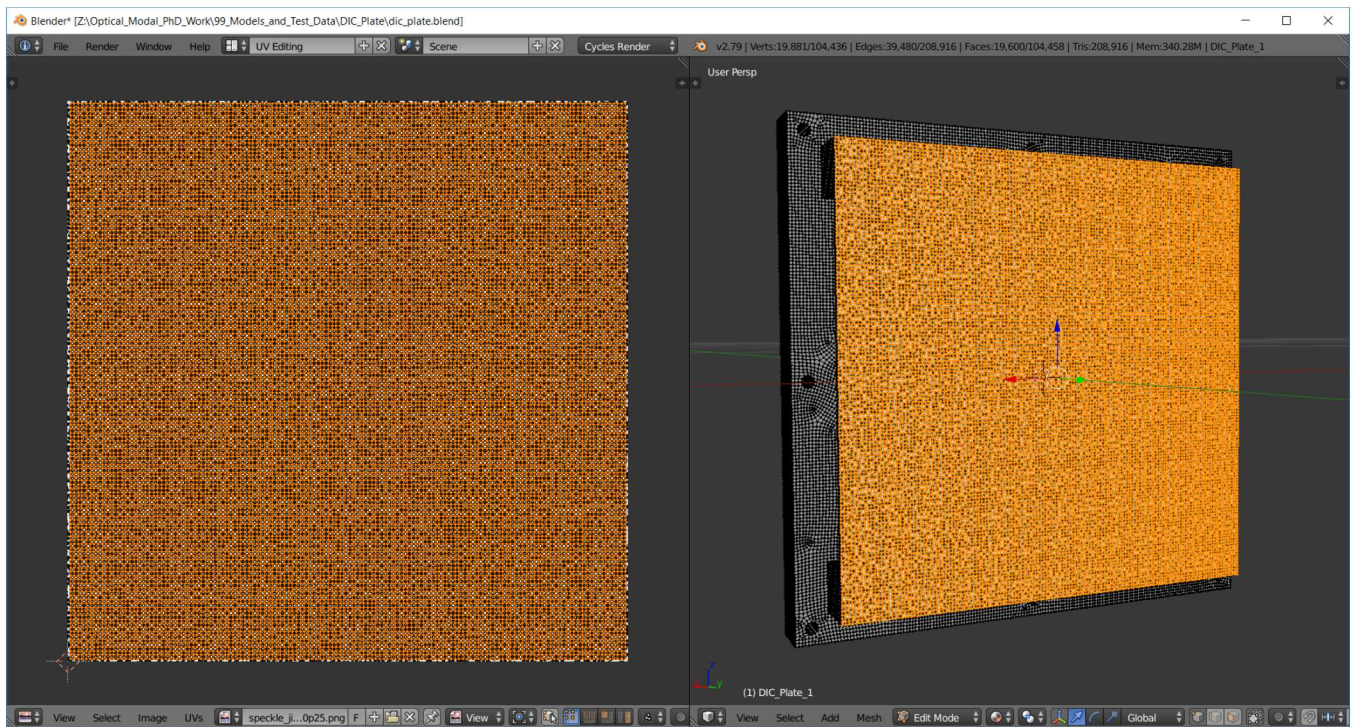 Blender* [Z:\Optical_Modal_PhD_Work\99_Models_and_Test_Data\DIC_Plate\dic_plate.blend]
File Render Window Help UV Editing Scene Cycles Render v2.79 | Verts:19,881/104,436 | Edges:39,480/208,916 | Faces:19,600/104,458 | Tris:208,916 | Mem:340.28M | DIC_Plate_1
User Persp
z
y
(1) DIC_Plate_1
View Select Image UVs speckle_ji...0p25.png F View View Select Add Mesh Edit Mode Global